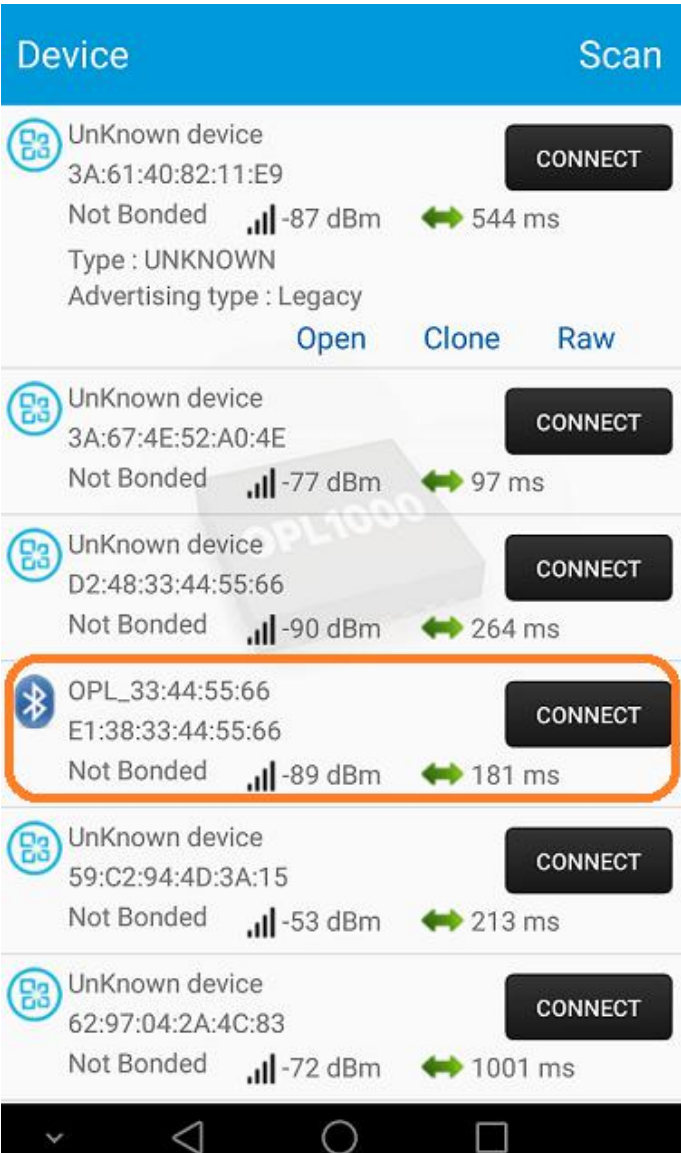 Device Scan
UnKnown device
3A:61:40:82:11:E9
CONNECT
Not Bonded -87 dBm 544 ms
Type : UNKNOWN
Advertising type : Legacy
Open Clone Raw
UnKnown device
3A:67:4E:52:A0:4E
CONNECT
Not Bonded -77 dBm 97 ms
OPL1000
UnKnown device
D2:48:33:44:55:66
CONNECT
Not Bonded -90 dBm 264 ms
OPL_33:44:55:66
E1:38:33:44:55:66
CONNECT
Not Bonded -89 dBm 181 ms
UnKnown device
59:C2:94:4D:3A:15
CONNECT
Not Bonded -53 dBm 213 ms
UnKnown device
62:97:04:2A:4C:83
CONNECT
Not Bonded -72 dBm 1001 ms